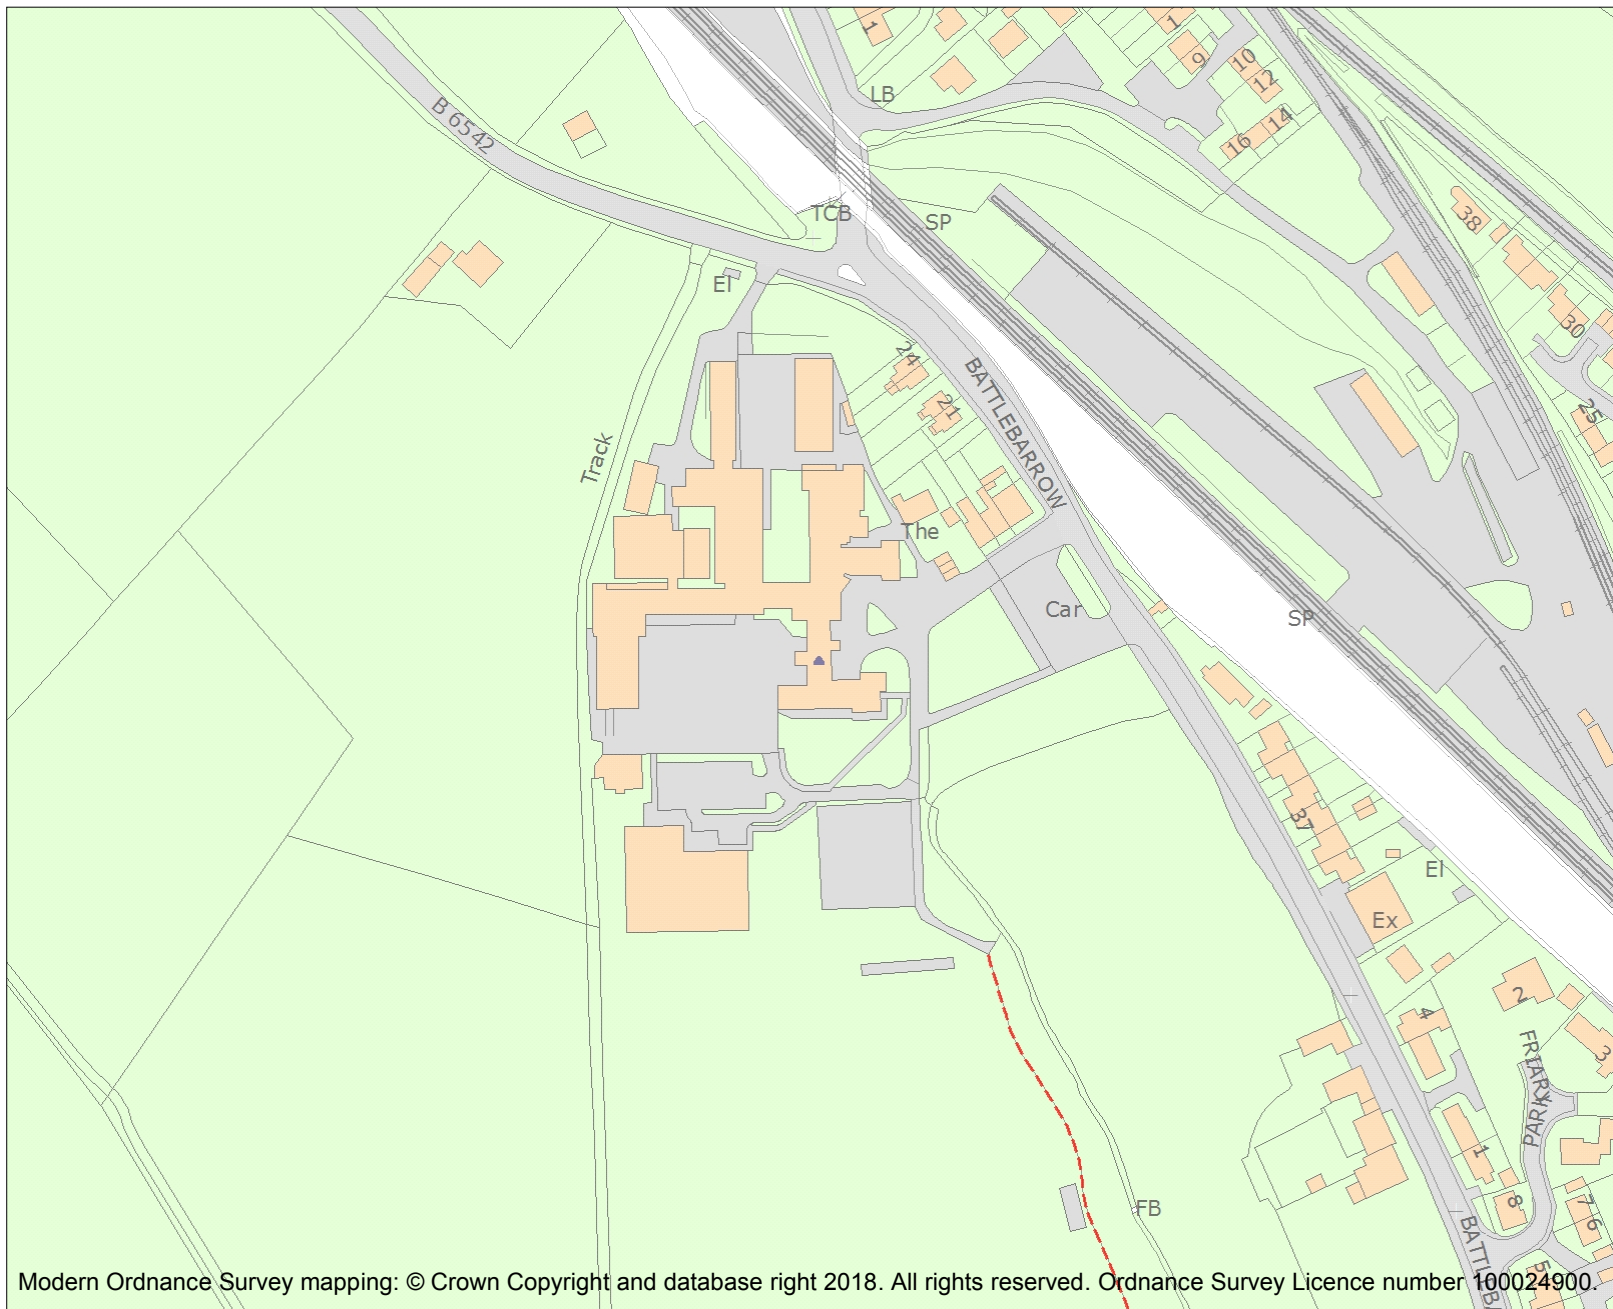 1
1
9
10
12
LB
14
16
B 6542
TCB
SP
38
El
30
24
BATTLEBARROW
21
25
Track
The
Car
SP
37
El
Ex
2
4
3
FRIARY
PARK
1
8
7
6
FB
BATTLEB
5
Modern Ordnance Survey mapping: © Crown Copyright and database right 2018. All rights reserved. Ordnance Survey Licence number 100024900.